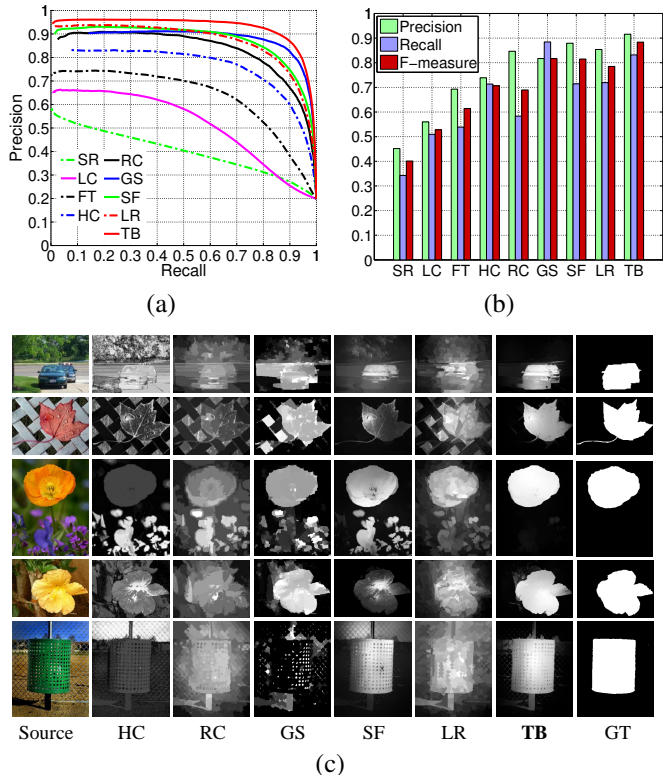 1
0.9
0.8
0.7
0.6
0.5
0.4
0.3
0.2
0.1
0
Precision
SR
LC
FT
HC
RC
GS
SF
LR
TB
0 0.1 0.2 0.3 0.4 0.5 0.6 0.7 0.8 0.9 1
Recall
(a)
1
0.9
0.8
0.7
0.6
0.5
0.4
0.3
0.2
0.1
0
Precision
Recall
F-measure
SR LC FT HC RC GS SF LR TB
(b)
Source HC RC GS SF LR TB GT
(c)